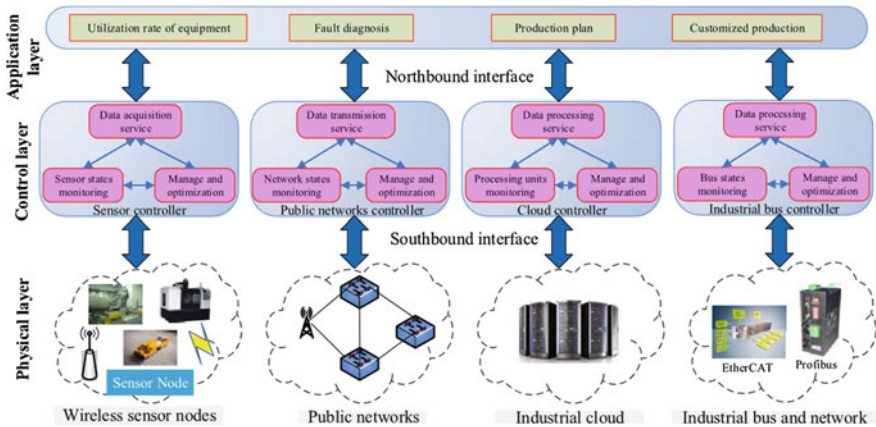 Application
layer
Utilization rate of equipment
Fault diagnosis
Production plan
Customized production
Northbound interface
Control layer
Data acquisition
service
Sensor states
monitoring
Manage and
optimization
Sensor controller
Data transmission
service
Network states
monitoring
Manage and
optimization
Public networks controller
Data processing
service
Processing units
monitoring
Manage and
optimization
Cloud controller
Data processing
service
Bus states
monitoring
Manage and
optimization
Industrial bus controller
Southbound interface
Physical layer
Sensor Node
EtherCAT
Profibus
Wireless sensor nodes
Public networks
Industrial cloud
Industrial bus and network